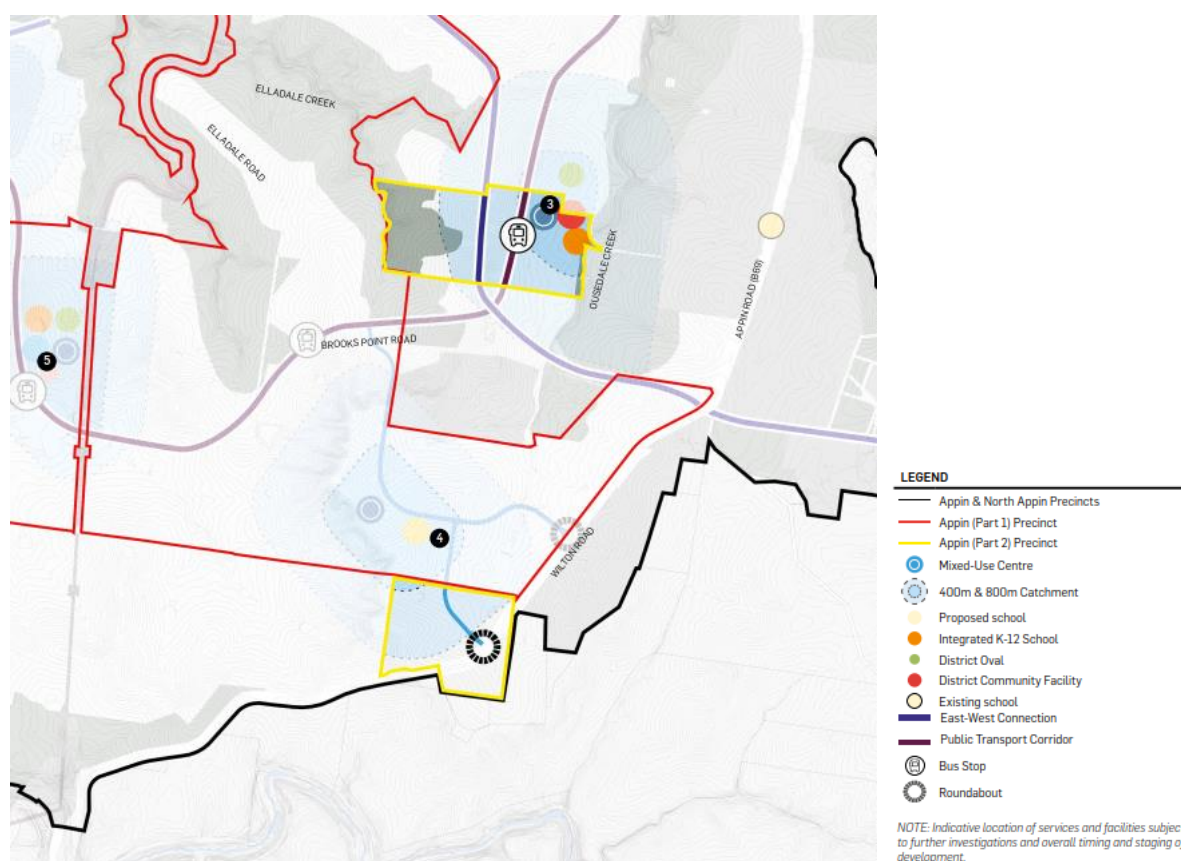 ELLADALE CREEK
ELLADALE ROAD
3
OUSEDALE CREEK
APPIN ROAD (B69)
BROOKS POINT ROAD
5
4
WILTON ROAD
LEGEND
Appin & North Appin Precincts
Appin (Part 1) Precinct
Appin (Part 2) Precinct
Mixed-Use Centre
400m & 800m Catchment
Proposed school
Integrated K-12 School
District Oval
District Community Facility
Existing school
East-West Connection
Public Transport Corridor
Bus Stop
Roundabout
NOTE: Indicative location of services and facilities subjec
to further investigations and overall timing and staging o
development.